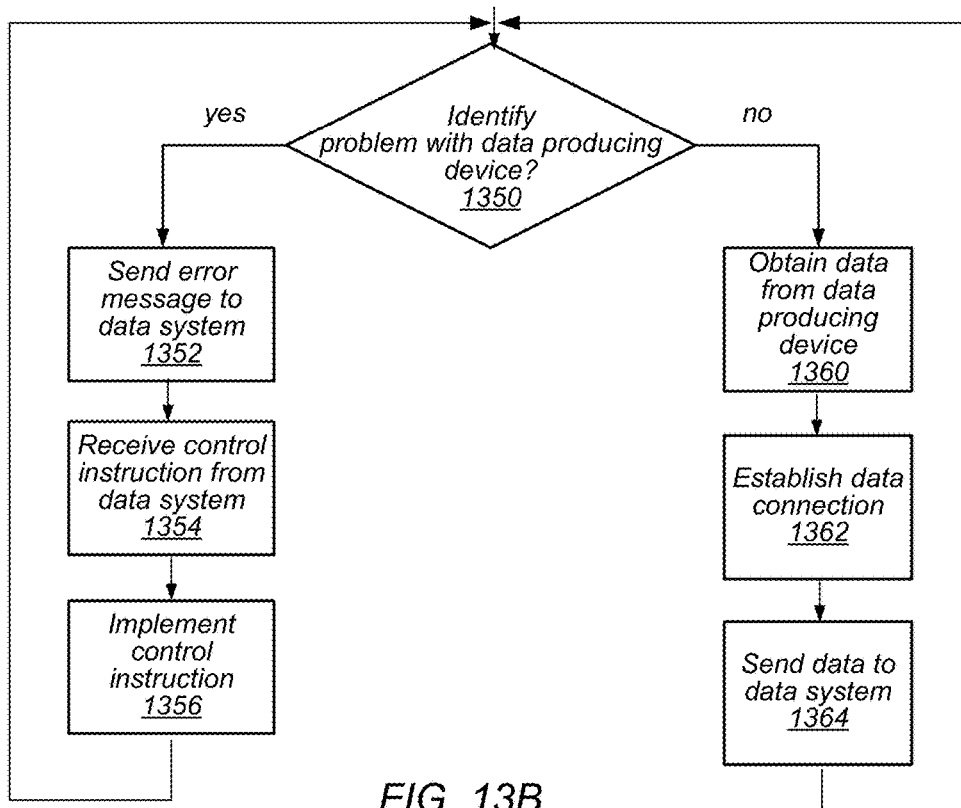 yes
no
Identify
problem with data producing
device?
1350
Send error
message to
data system
1352
Receive control
instruction from
data system
1354
Implement
control
instruction
1356
Obtain data
from data
producing
device
1360
Establish data
connection
1362
Send data to
data system
1364
FIG. 13B